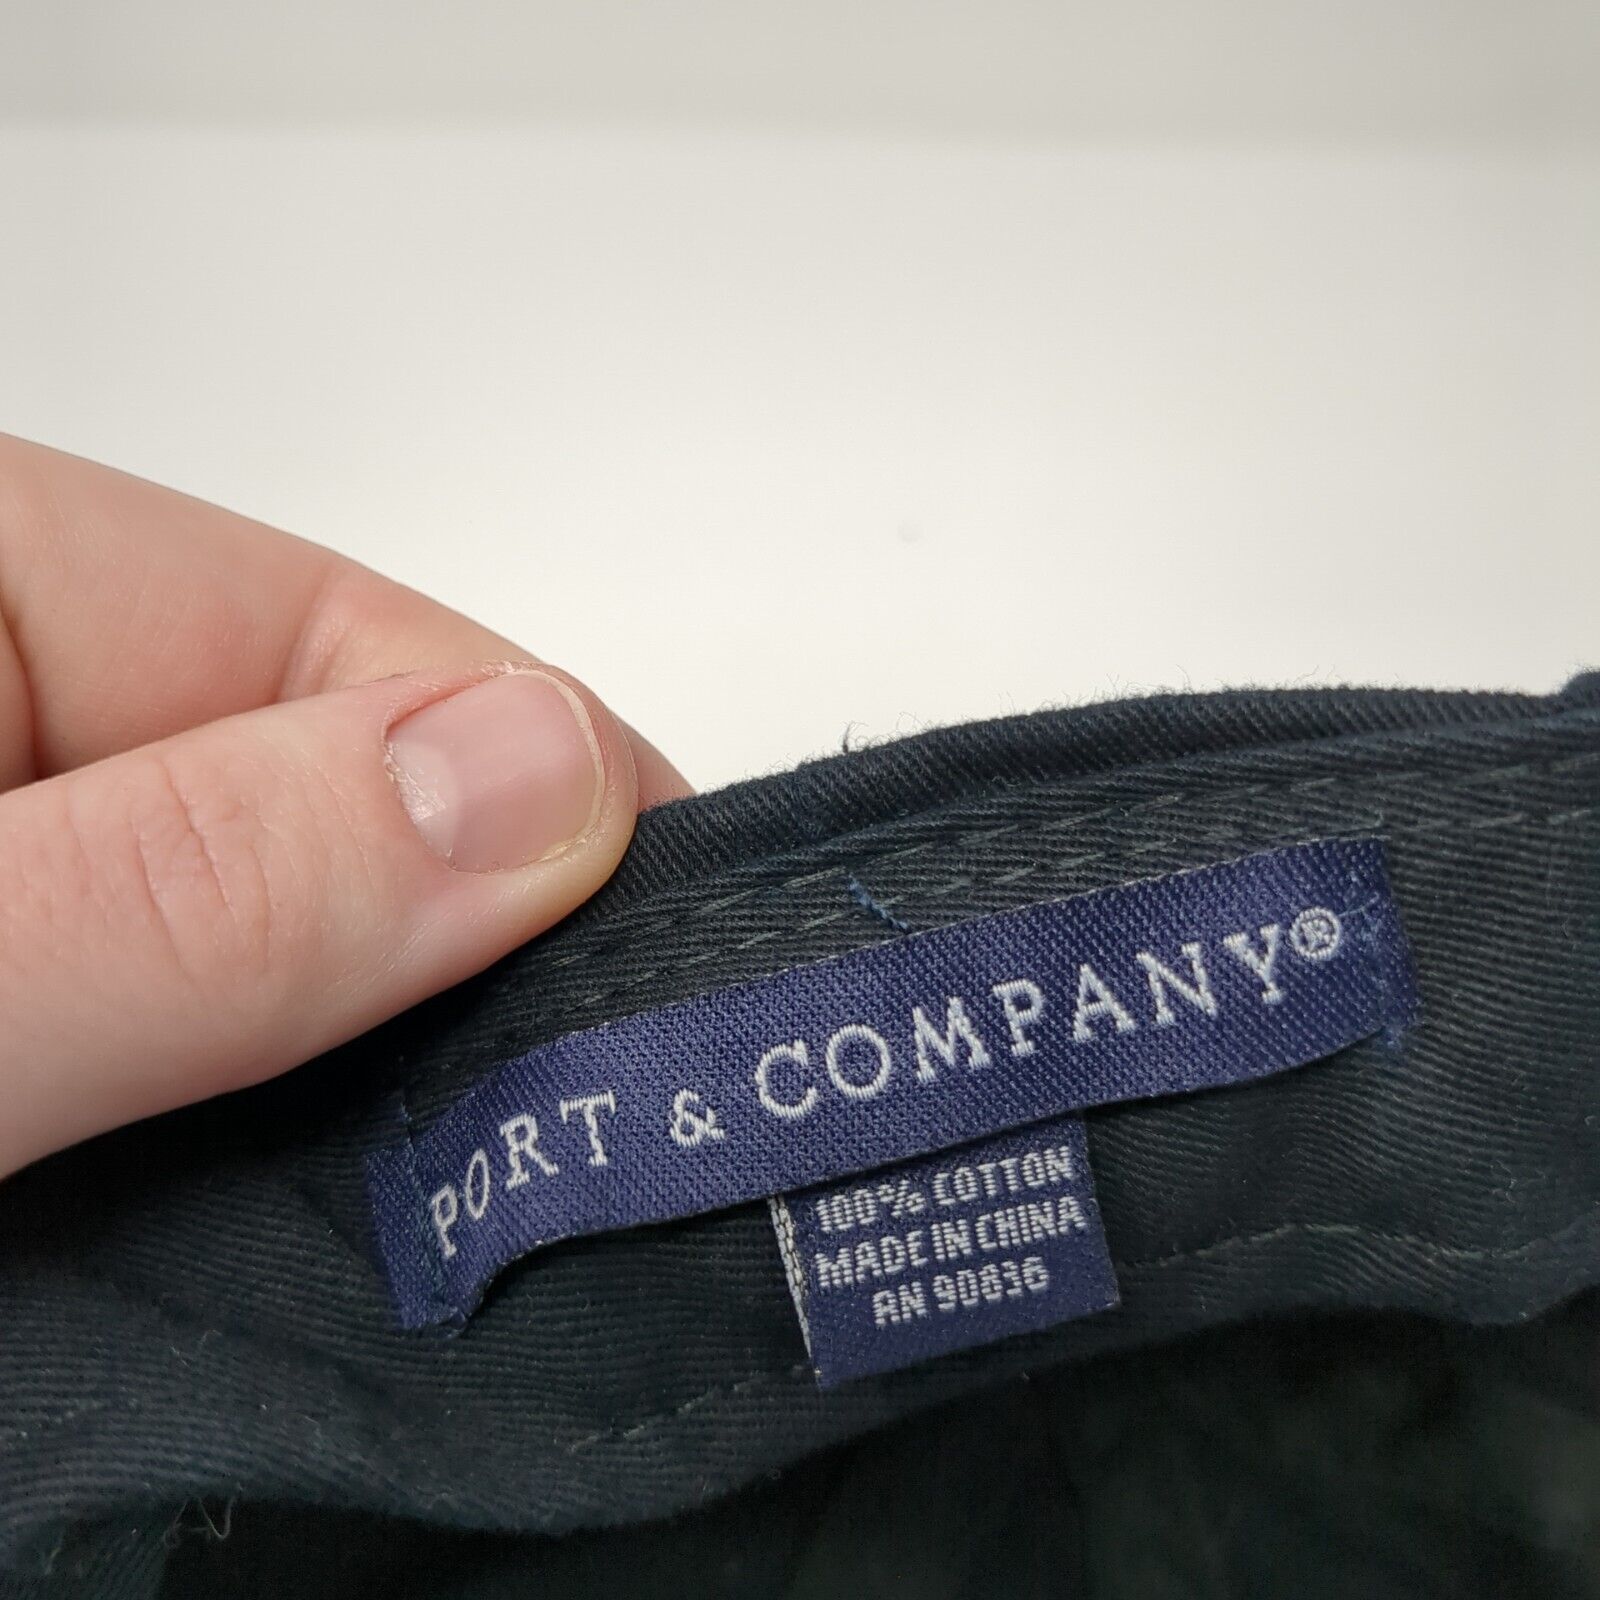 PORT & COMPANY®
100% COTTON
MADE IN CHINA
RN 90836